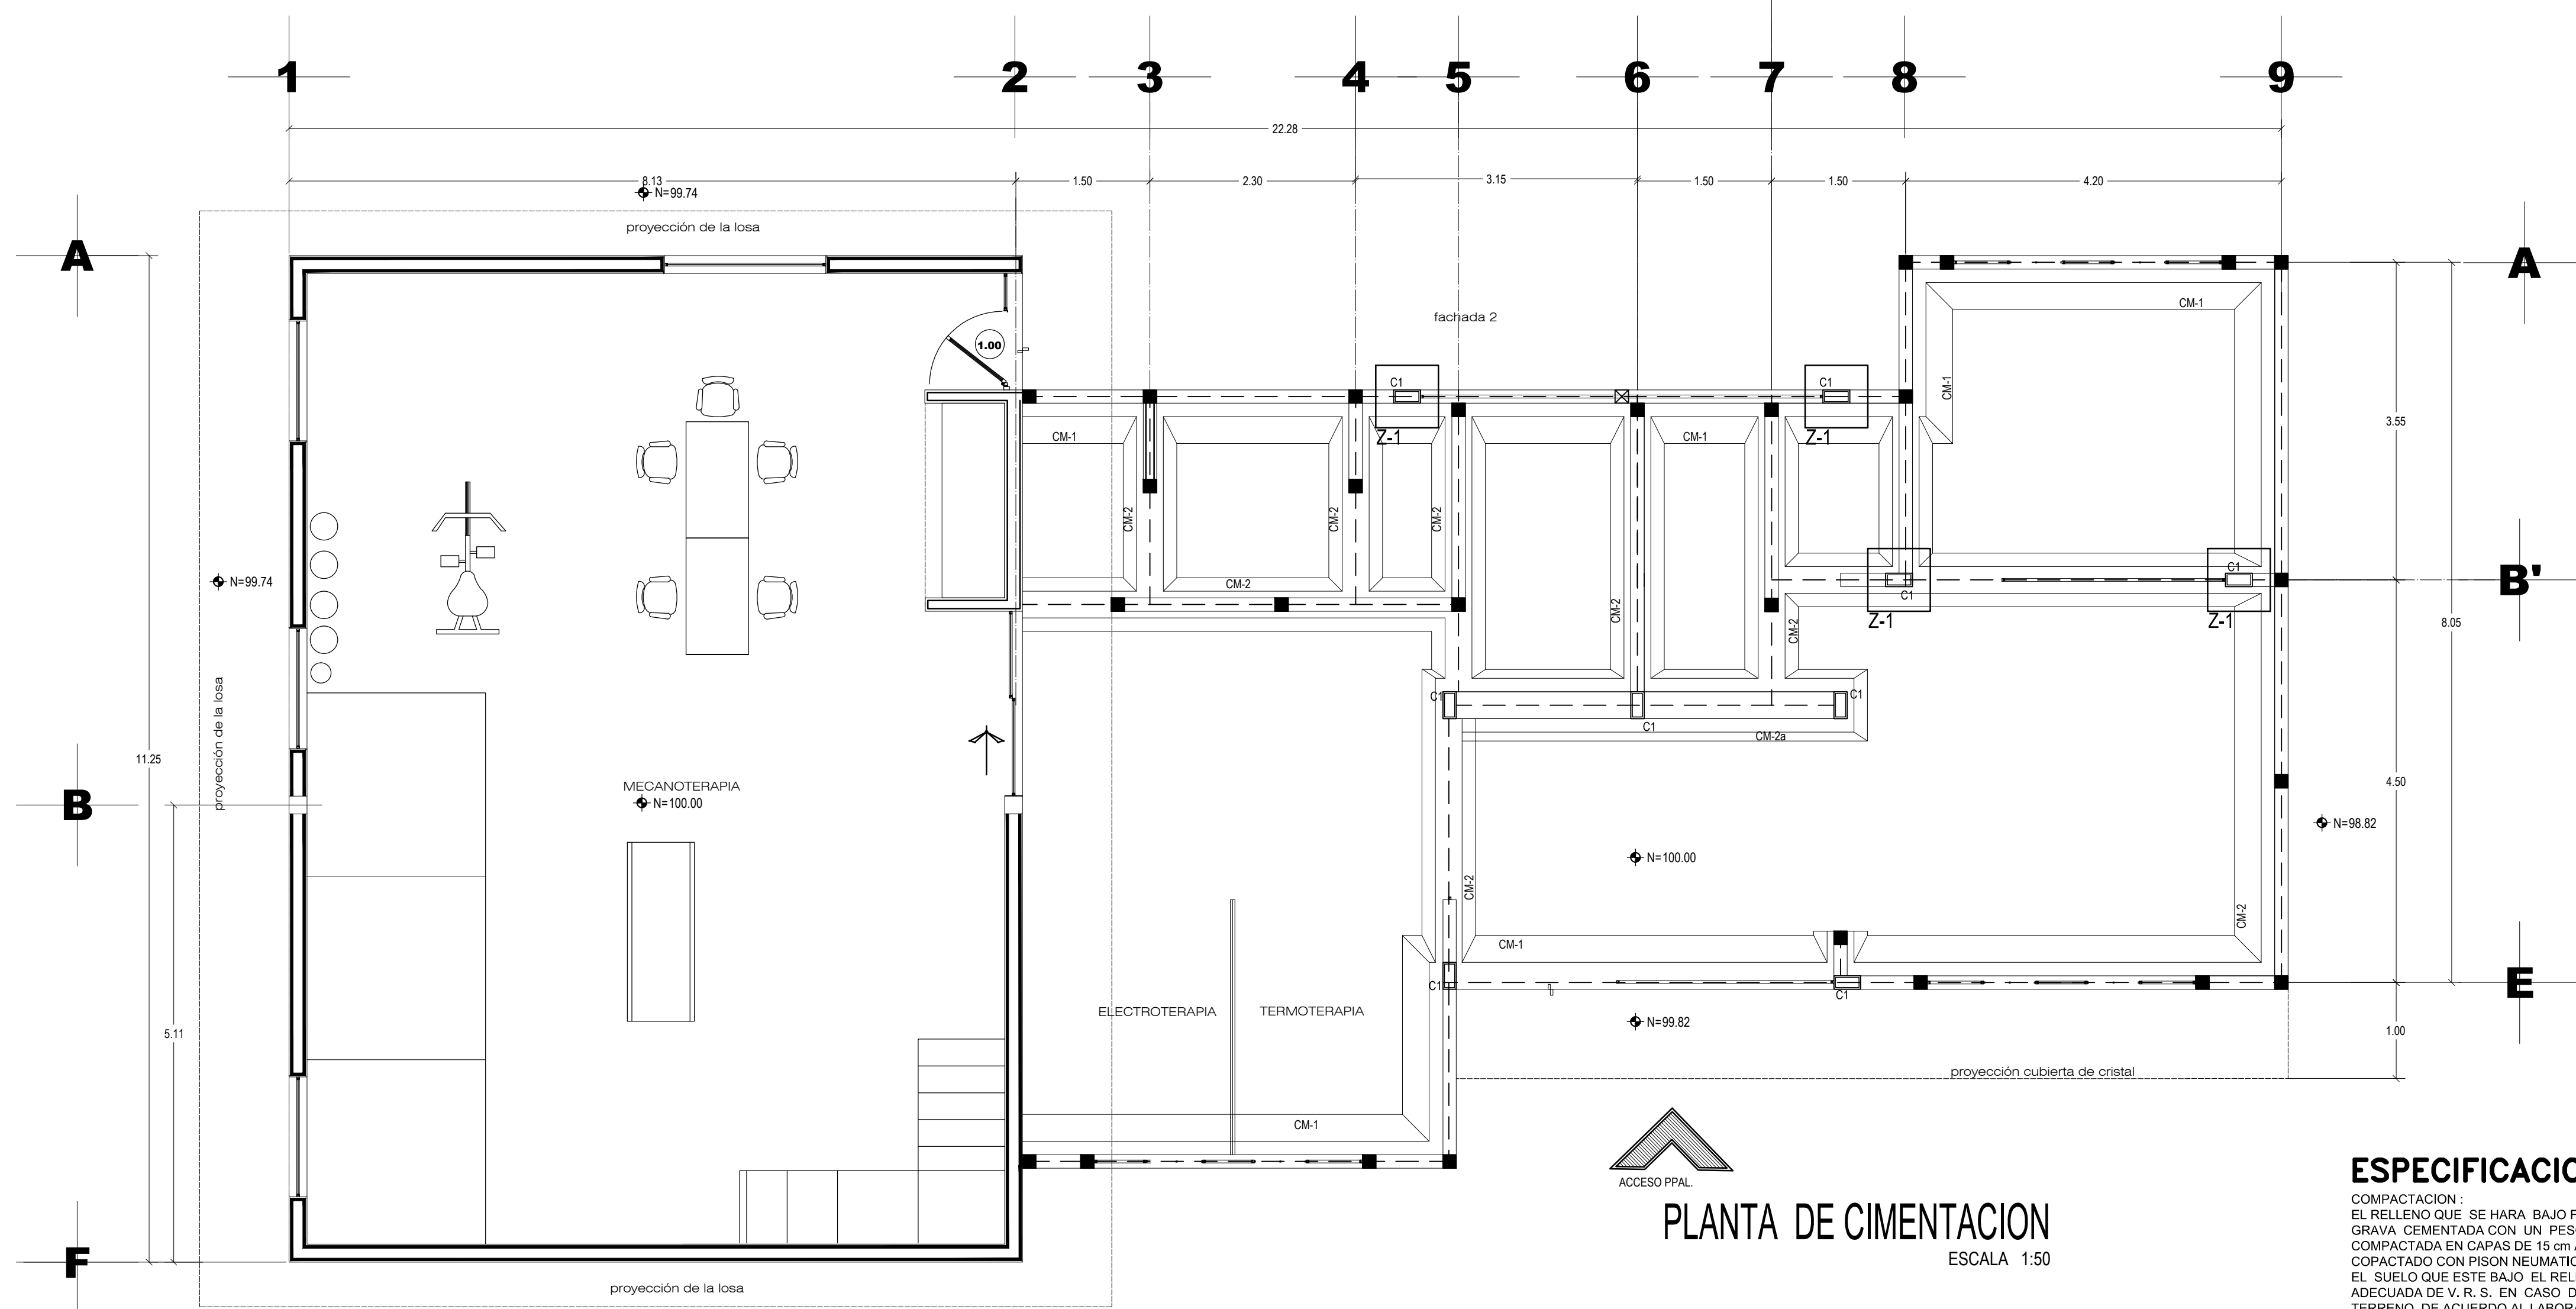 1 2 3 4 5 6 7 8 9
22.28
8.13 1.50 2.30 3.15 1.50 1.50 4.20
N=99.74
proyección de la losa
A A
fachada 2
CM-1
1.00
C1 C1
CM-1
Z-1 Z-1
CM-1 CM-1
3.55
CM-2 CM-2 CM-2
C1
B'
N=99.74
CM-2
C1
CM-2
Z-1 Z-1
CM-2
8.05
C1 C1
C1
CM-2a
proyección de la losa
11.25
MECANOTERAPIA
N=100.00
B
4.50
N=98.82
N=100.00
CM-2
CM-2
CM-1
C1 C1
E
ELECTROTERAPIA TERMOTERAPIA
N=99.82
5.11
1.00
proyección cubierta de cristal
CM-1
ACCESO PPAL.
PLANTA DE CIMENTACION
ESCALA 1:50
F
proyección de la losa
ESPECIFICACIO
COMPACTACION :
EL RELLENO QUE SE HARA BAJO
GRAVA CEMENTADA CON UN PES
COMPACTADA EN CAPAS DE 15 cm
COPACTADO CON PISON NEUMATIC
EL SUELO QUE ESTE BAJO EL REL
ADECUADA DE V. R. S. EN CASO
TERRENO DE ACUERDO AL LABOR